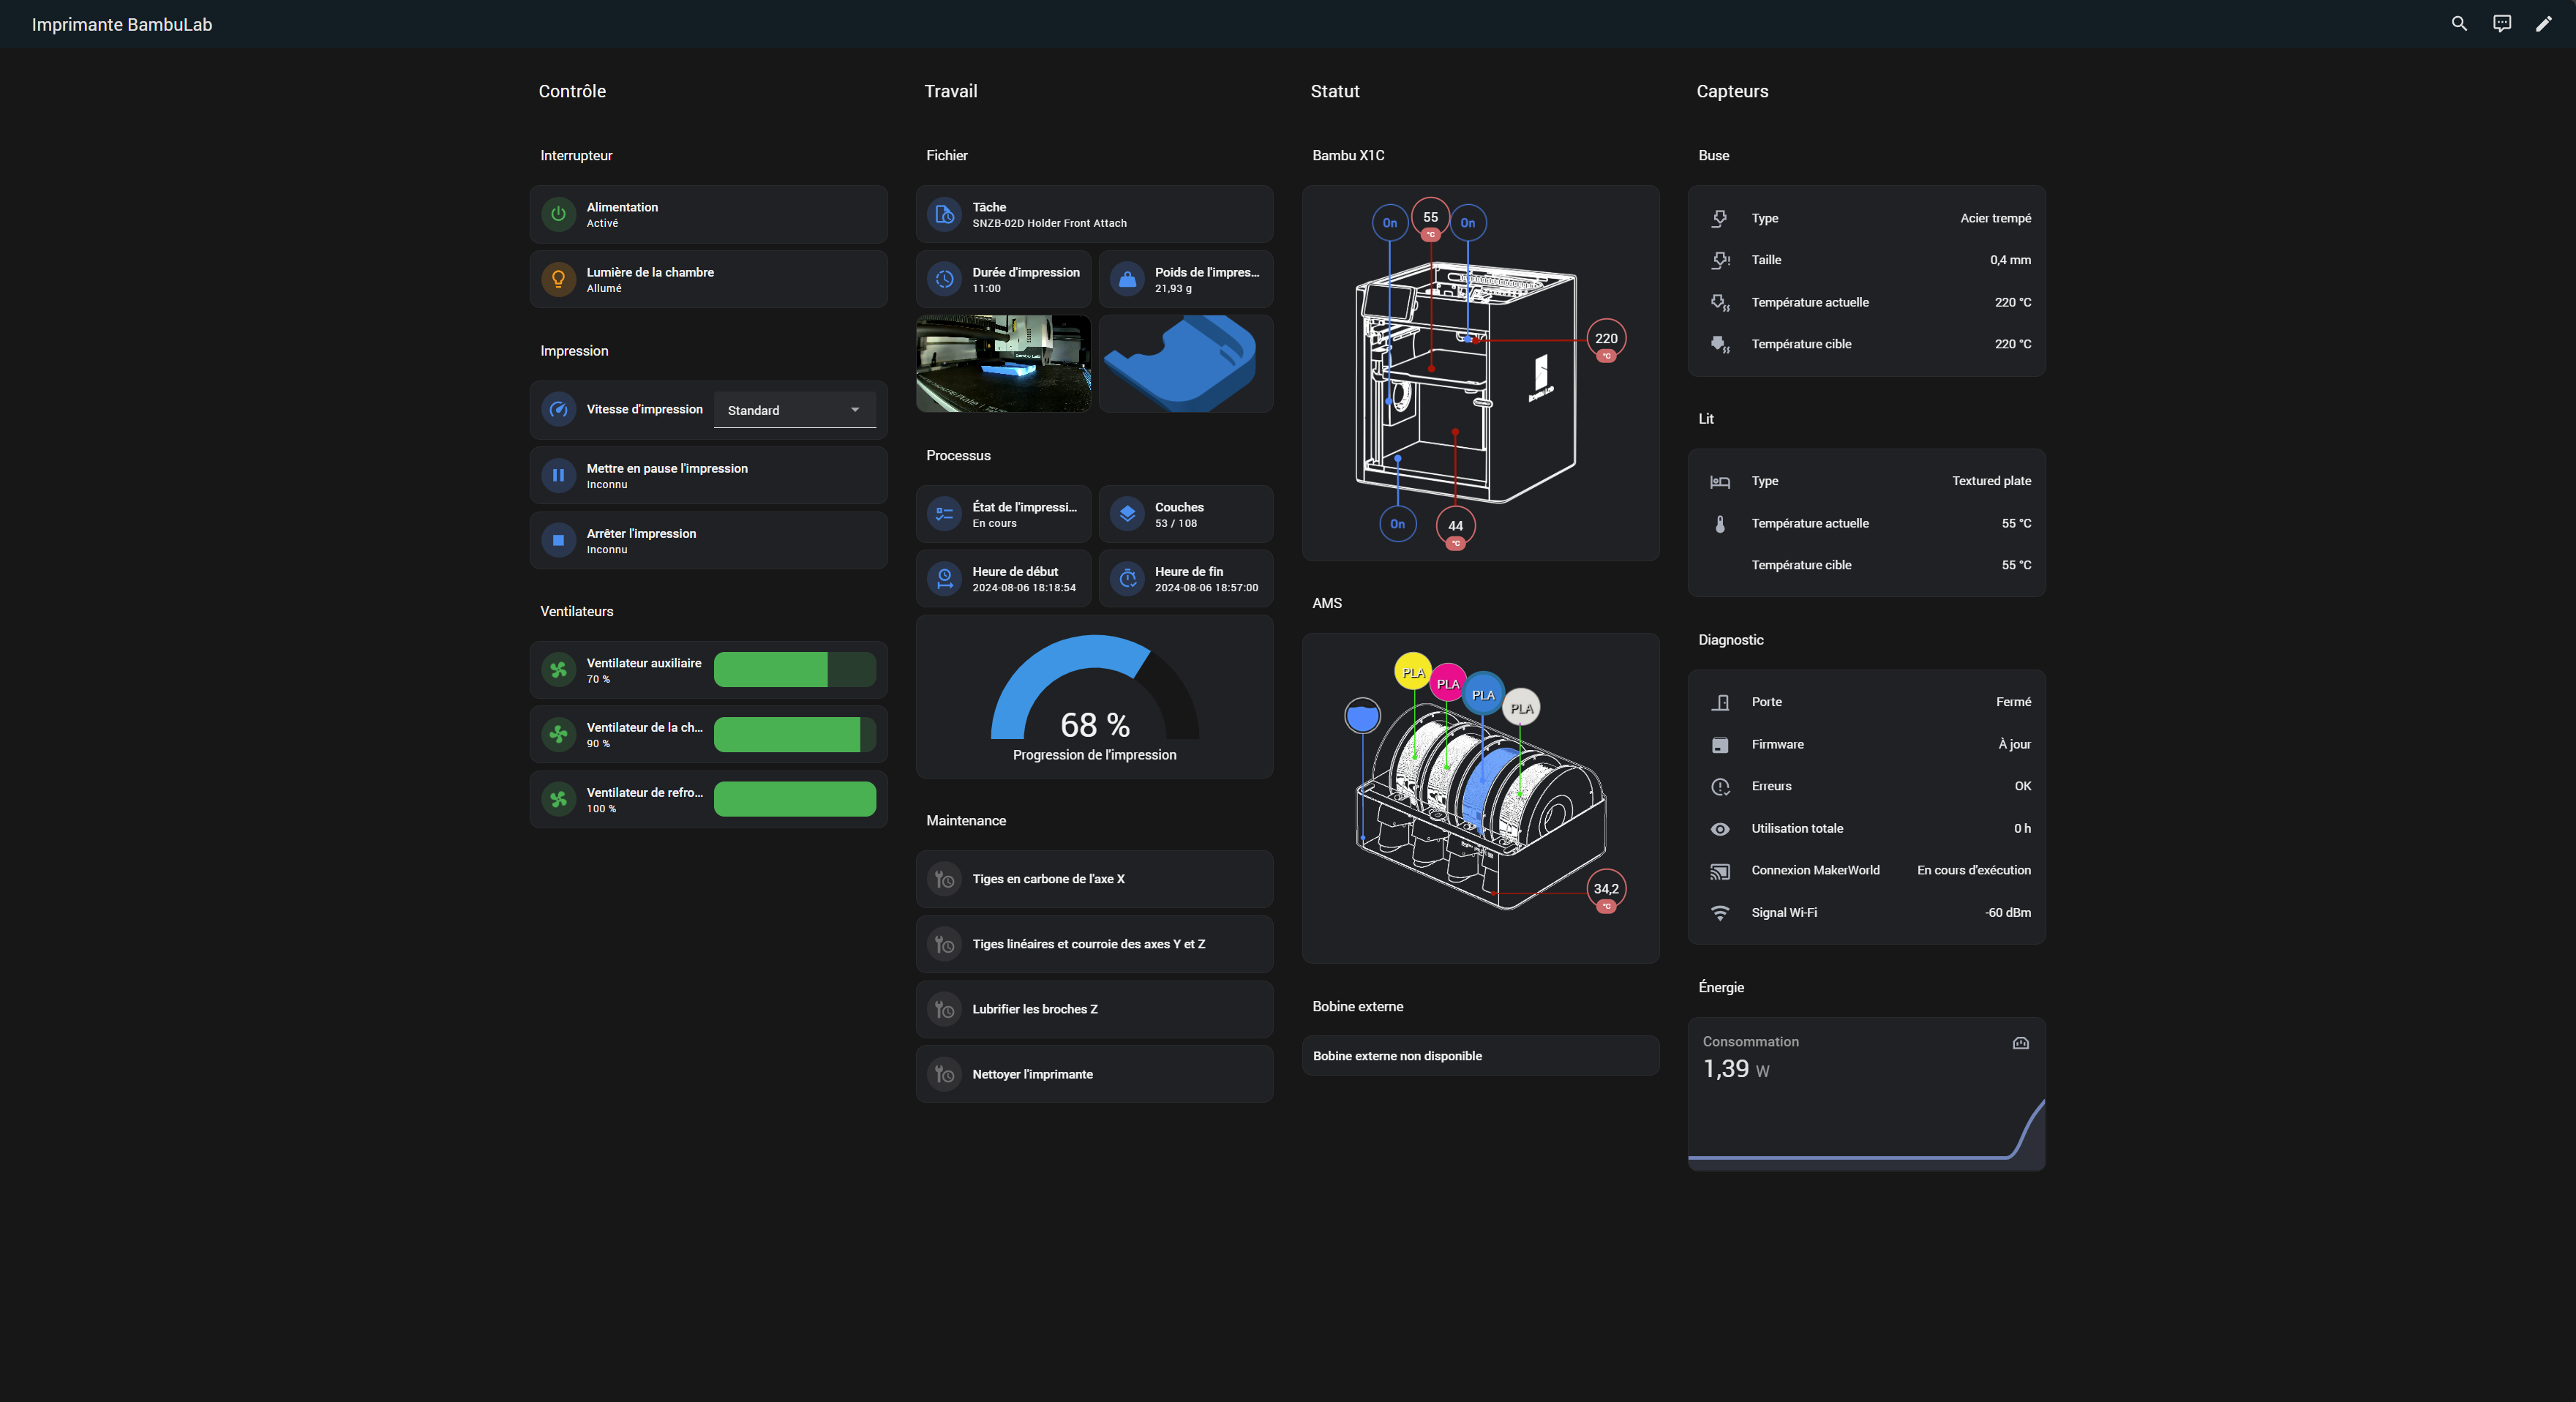 Imprimante BambuLab
Contrôle
Interrupteur
Alimentation
Activé
Lumière de la chambre
Allumé
Impression
Vitesse d'impression
Standard
Mettre en pause l'impression
Inconnu
Arrêter l'impression
Inconnu
Ventilateurs
Ventilateur auxiliaire
70 %
Ventilateur de la ch...
90 %
Ventilateur de refro...
100 %
Travail
Fichier
Tâche
SNZB-02D Holder Front Attach
Durée d'impression
11:00
Poids de l'impres...
21,93 g
Processus
État de l'impressi...
En cours
Couches
53 / 108
Heure de début
2024-08-06 18:18:54
Heure de fin
2024-08-06 18:57:00
68 %
Progression de l'impression
Maintenance
Tiges en carbone de l'axe X
Tiges linéaires et courroie des axes Y et Z
Lubrifier les broches Z
Nettoyer l'imprimante
Statut
Bambu X1C
On
55
°C
On
220
°C
On
44
°C
AMS
PLA
PLA
PLA
PLA
34,2
°C
Bobine externe
Bobine externe non disponible
Capteurs
Buse
Type
Acier trempé
Taille
0,4 mm
Température actuelle
220 °C
Température cible
220 °C
Lit
Type
Textured plate
Température actuelle
55 °C
Température cible
55 °C
Diagnostic
Porte
Fermé
Firmware
À jour
Erreurs
OK
Utilisation totale
0 h
Connexion MakerWorld
En cours d'exécution
Signal Wi-Fi
-60 dBm
Énergie
Consommation
1,39 W